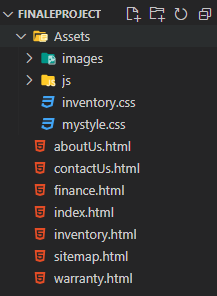 FINALEPROJECT
Assets
images
js
inventory.css
mystyle.css
aboutUs.html
contactUs.html
finance.html
index.html
inventory.html
sitemap.html
warranty.html